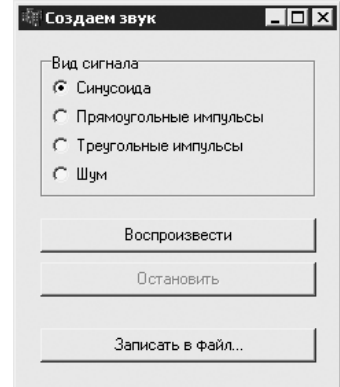 Создаем звук
Вид сигнала
Синусоида
Прямоугольные импульсы
Треугольные импульсы
Шум
Воспроизвести
Остановить
Записать в файл...